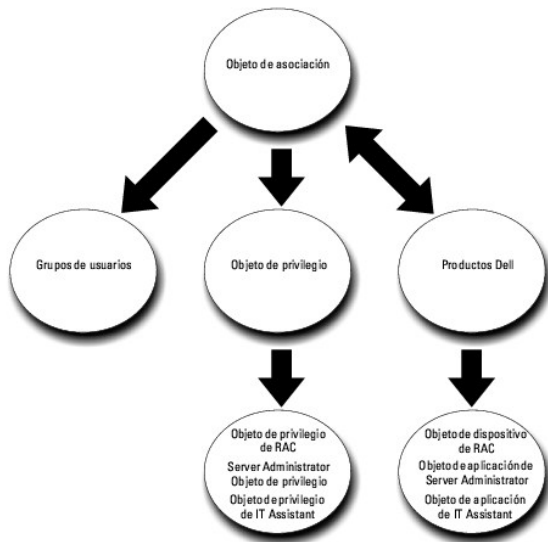 Objeto de asociación
Grupos de usuarios
Objeto de privilegio
Productos Dell
Objeto de privilegio
de RAC
Server Administrator
Objeto de privilegio
Objeto de privilegio
de IT Assistant
Objeto de dispositivo
de RAC
Objeto de aplicación de
Server Administrator
Objeto de aplicación
de IT Assistant